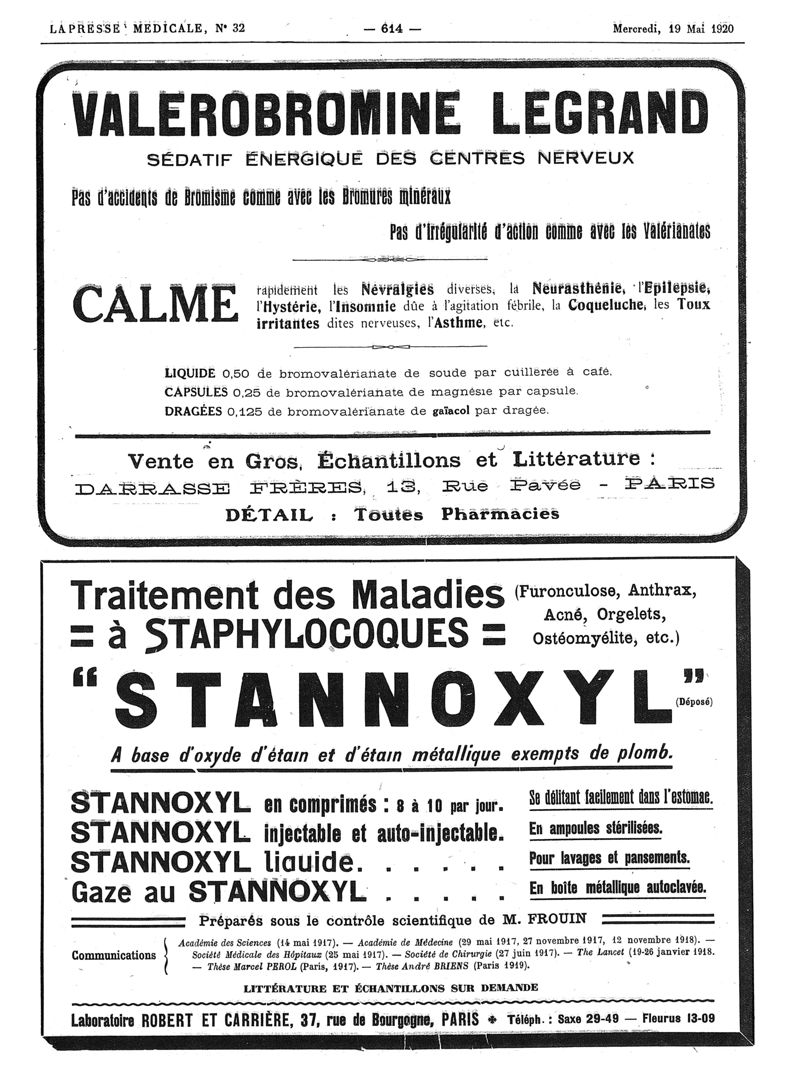 LA PRESSE MEDICALE, N° 32 — 614 — Mercredi, 19 Mai 1920
VALEROBROMINE LEGRAND
SÉDATIF ÉNERGIQUE DES CENTRES NERVEUX
Pas d'accidents de Bromisme comme avec les Bromures minéraux
Pas d'Irrégularité d'action comme avec les Valérianates
CALME
rapidement les Névralgies diverses, la Neurasthénie, l'Epilepsie,
l'Hystérie, l'Insomnie dûe à l'agitation fébrile, la Coqueluche, les Toux
irritantes dites nerveuses, l'Asthme, etc.
LIQUIDE 0,50 de bromovalérianate de soude par cuillerée à café.
CAPSULES 0,25 de bromovalérianate de magnésie par capsule.
DRAGÉES 0,125 de bromovalérianate de gaïacol par dragée.
Vente en Gros, Échantillons et Littérature :
DARRASSE FRÈRES, 13, Rue Pavée - PARIS
DÉTAIL : Toutes Pharmacies
Traitement des Maladies
= à STAPHYLOCOQUES =
(Furonculose, Anthrax,
Acné, Orgelets,
Ostéomyélite, etc.)
“STANNOXYL”
(Déposé)
A base d'oxyde d'étain et d'étain métallique exempts de plomb.
STANNOXYL en comprimés : 8 à 10 par jour. Se délitant facilement dans l'estomac.
STANNOXYL injectable et auto-injectable. En ampoules stérilisées.
STANNOXYL liquide. . . . . . Pour lavages et pansements.
Gaze au STANNOXYL . . . . . En boîte métallique autoclavée.
Préparés sous le contrôle scientifique de M. FROUIN
Communications
Académie des Sciences (14 mai 1917). — Académie de Médecine (29 mai 1917, 27 novembre 1917, 12 novembre 1918). —
Société Médicale des Hôpitaux (25 mai 1917). — Société de Chirurgie (27 juin 1917). — The Lancet (19-26 janvier 1918.
— Thèse Marcel PEROL (Paris, 1917). — Thèse André BRIENS (Paris 1919).
LITTÉRATURE ET ÉCHANTILLONS SUR DEMANDE
Laboratoire ROBERT ET CARRIÈRE, 37, rue de Bourgogne, PARIS ✦ Téléph. : Saxe 29-49 — Fleurus 13-09